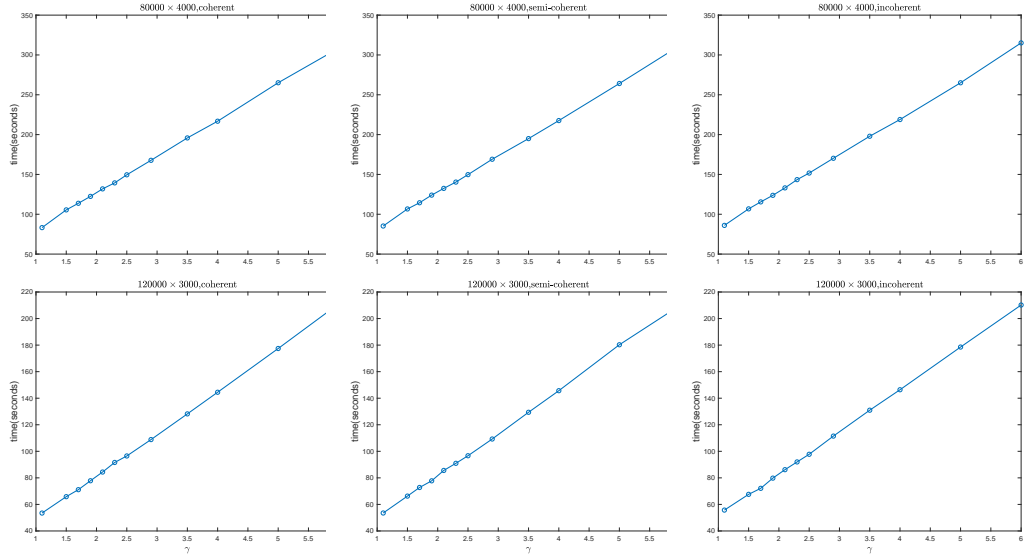 80000 × 4000,coherent
time(seconds)
350
300
250
200
150
100
50
1 1.5 2 2.5 3 3.5 4 4.5 5 5.5
80000 × 4000,semi-coherent
time(seconds)
350
300
250
200
150
100
50
1 1.5 2 2.5 3 3.5 4 4.5 5 5.5
80000 × 4000,incoherent
time(seconds)
350
300
250
200
150
100
50
1 1.5 2 2.5 3 3.5 4 4.5 5 5.5 6
120000 × 3000,coherent
time(seconds)
220
200
180
160
140
120
100
80
60
40
1 1.5 2 2.5 3 3.5 4 4.5 5 5.5
γ
120000 × 3000,semi-coherent
time(seconds)
220
200
180
160
140
120
100
80
60
40
1 1.5 2 2.5 3 3.5 4 4.5 5 5.5
γ
120000 × 3000,incoherent
time(seconds)
220
200
180
160
140
120
100
80
60
40
1 1.5 2 2.5 3 3.5 4 4.5 5 5.5 6
γ